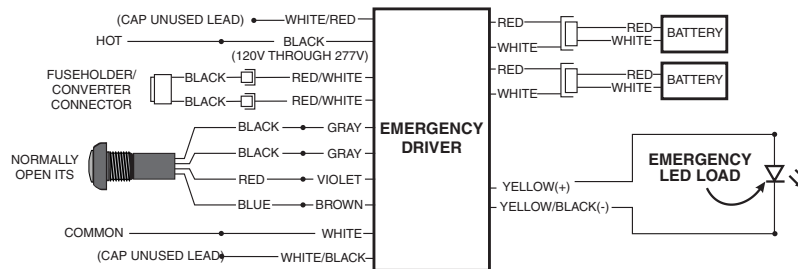 (CAP UNUSED LEAD) WHITE/RED
HOT BLACK
(120V THROUGH 277V)
FUSEHOLDER/
CONVERTER
CONNECTOR
BLACK RED/WHITE
BLACK RED/WHITE
NORMALLY
OPEN ITS
BLACK GRAY
BLACK GRAY
RED VIOLET
BLUE BROWN
COMMON WHITE
(CAP UNUSED LEAD) WHITE/BLACK
EMERGENCY
DRIVER
RED RED
WHITE WHITE
BATTERY
RED RED
WHITE WHITE
BATTERY
YELLOW(+)
YELLOW/BLACK(-)
EMERGENCY
LED LOAD